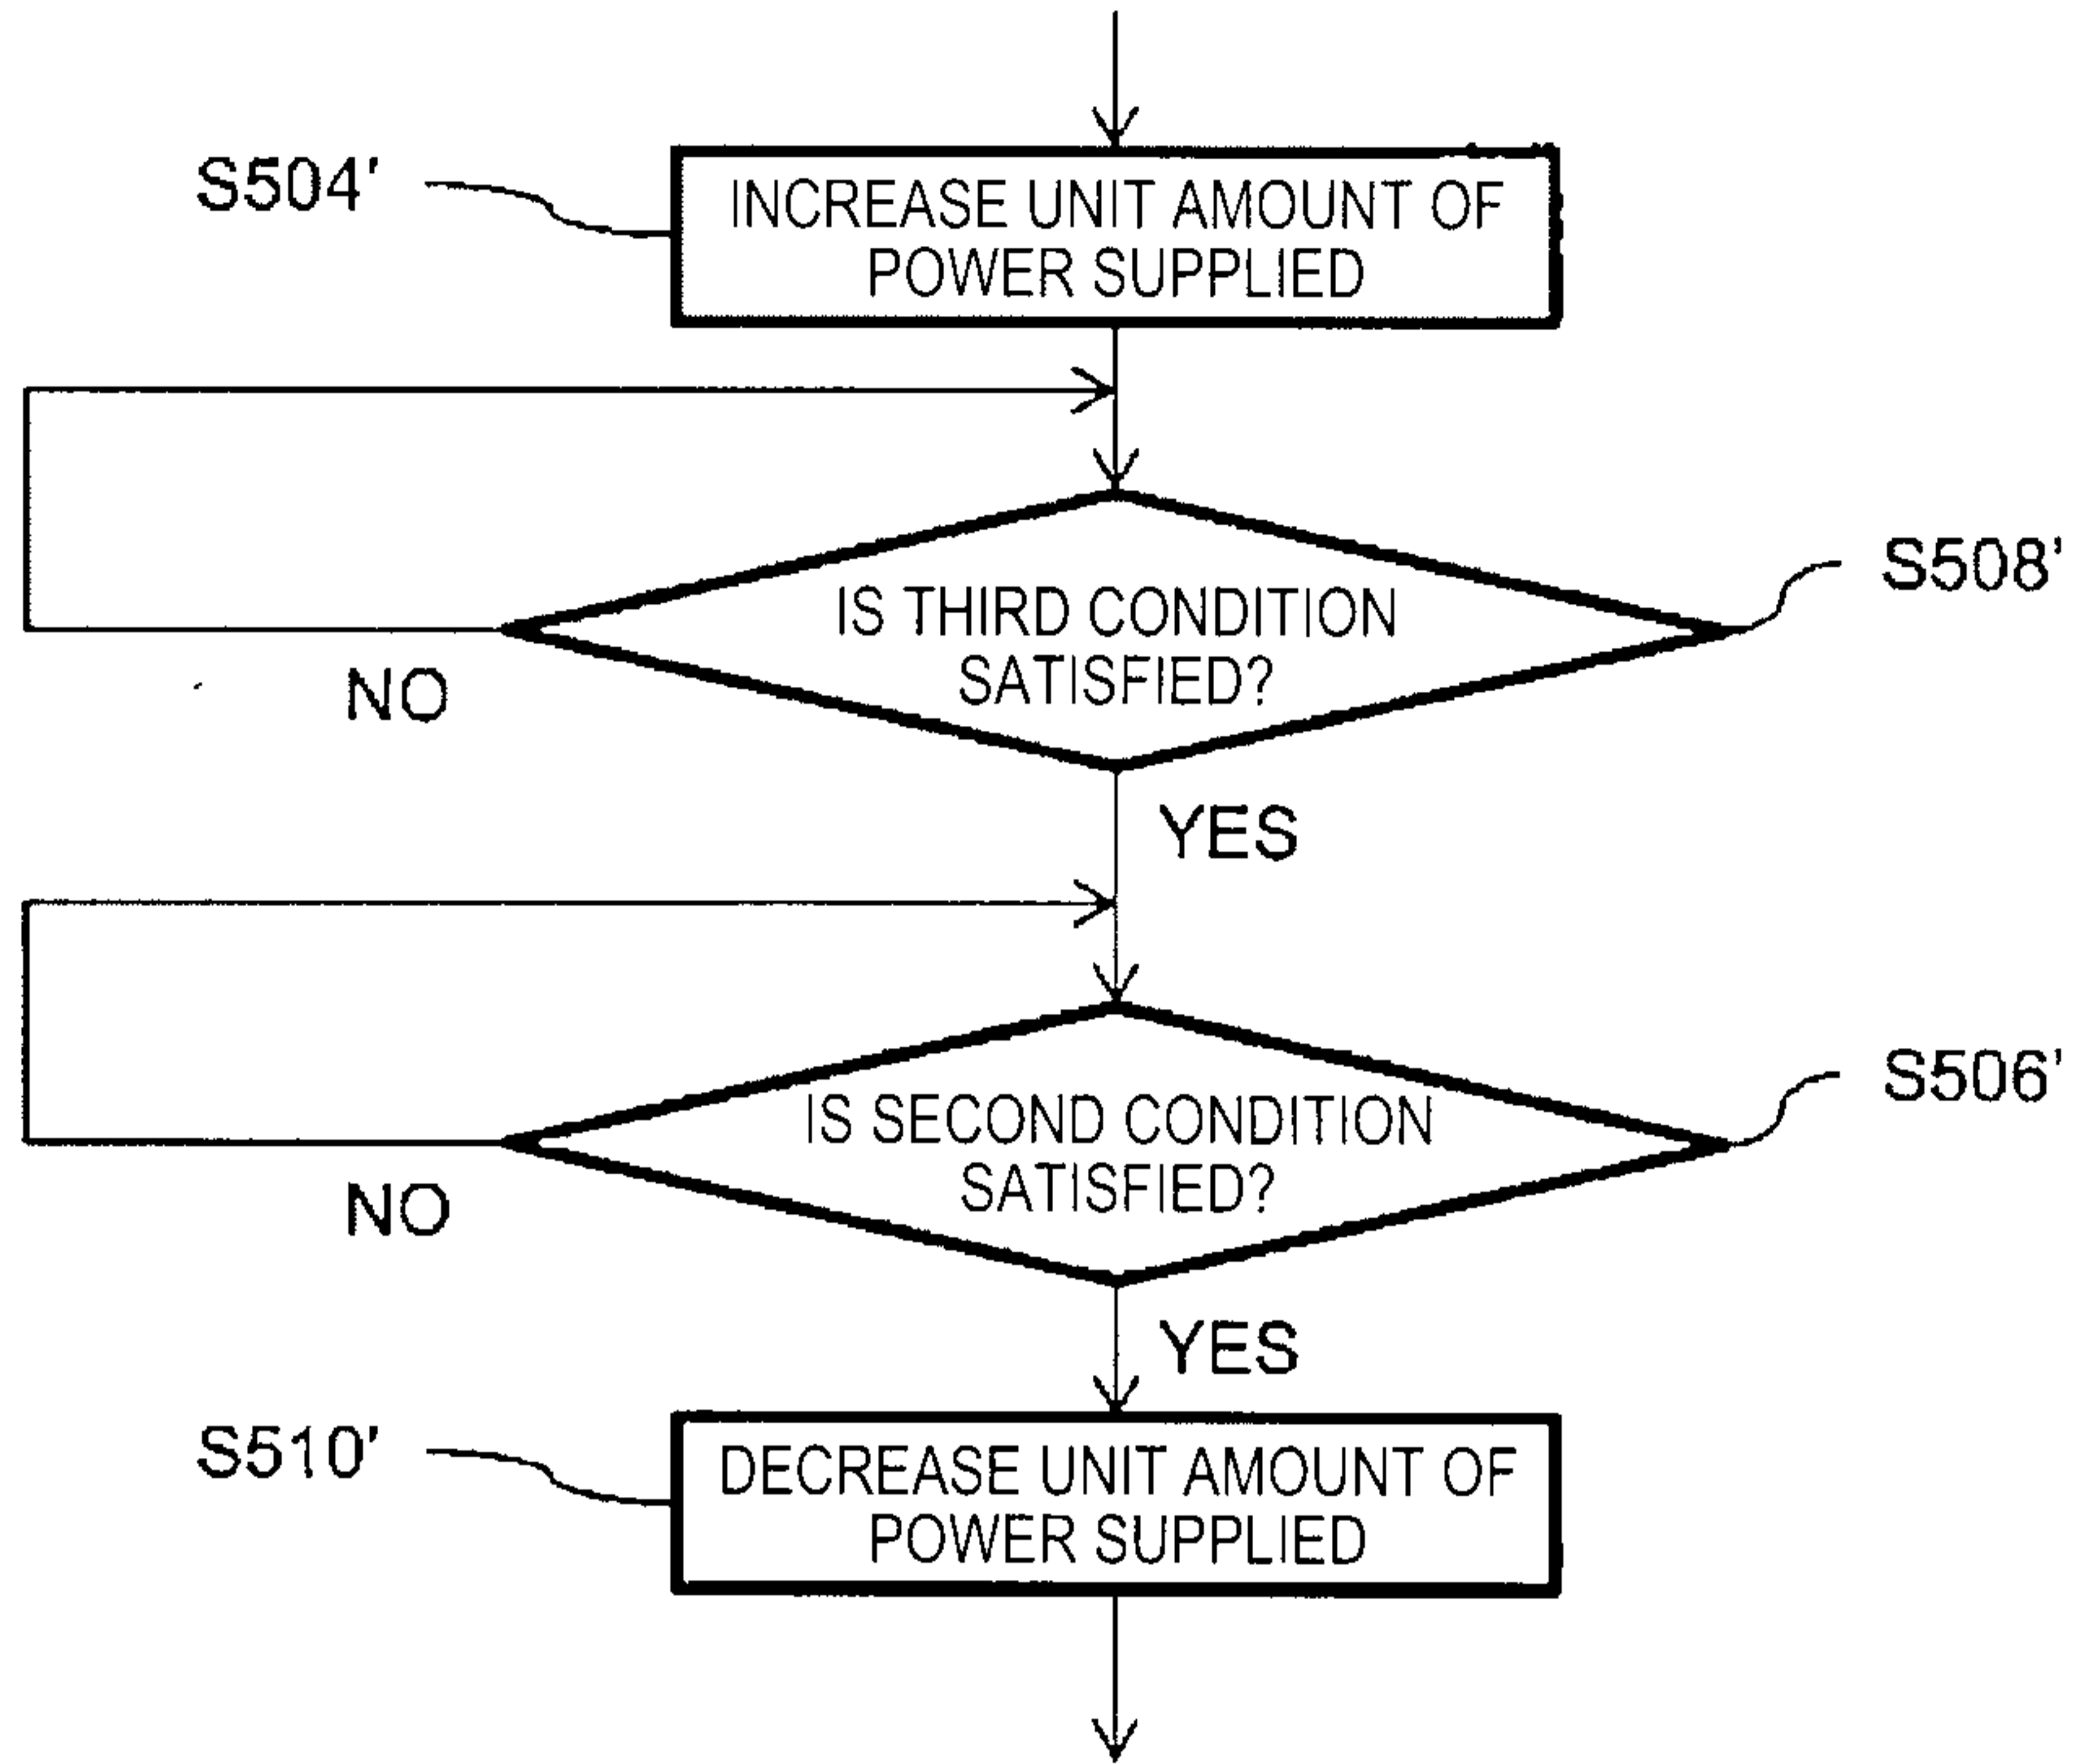 S504'
INCREASE UNIT AMOUNT OF
POWER SUPPLIED
IS THIRD CONDITION
SATISFIED?
S508'
NO
YES
IS SECOND CONDITION
SATISFIED?
S506'
NO
YES
S510'
DECREASE UNIT AMOUNT OF
POWER SUPPLIED